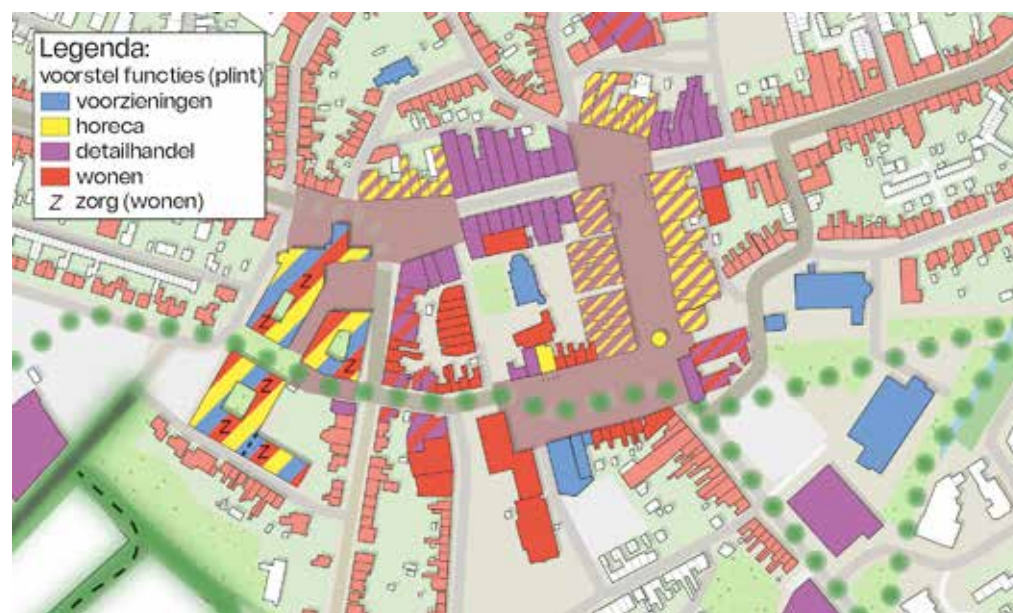 Legenda:
voorstel functies (plint)
voorzieningen
horeca
detailhandel
wonen
Z zorg (wonen)
Z
Z
Z
Z
Z
Z
Z